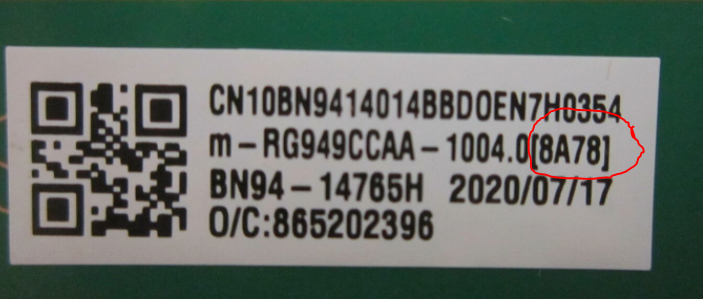 CN10BN9414014BBDOEN7H0354
m-RG949CCAA-1004.0[8A78]
BN94-14765H 2020/07/17
O/C:865202396